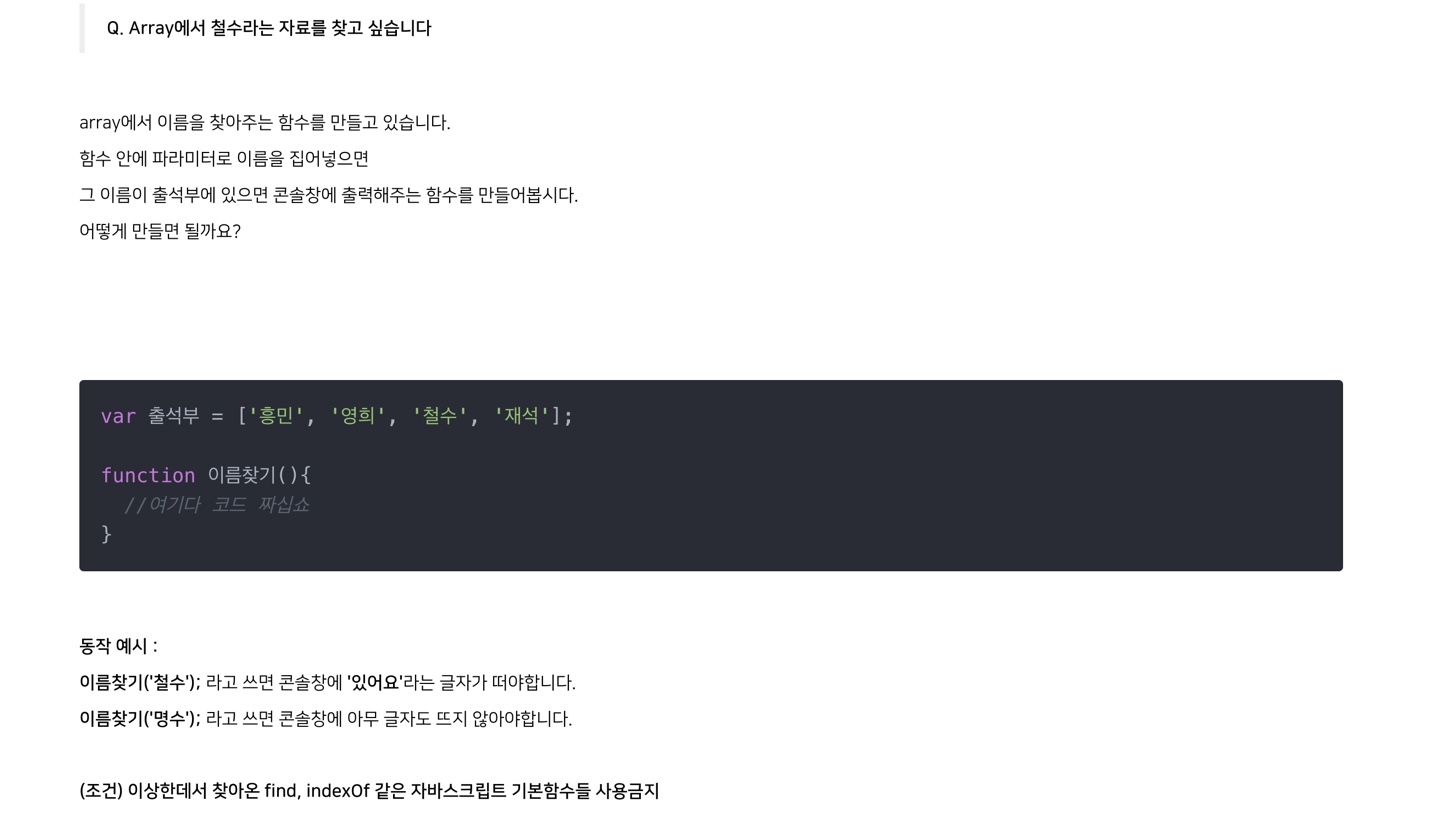 Q. Array에서 철수라는 자료를 찾고 싶습니다
array에서 이름을 찾아주는 함수를 만들고 있습니다.
함수 안에 파라미터로 이름을 집어넣으면
그 이름이 출석부에 있으면 콘솔창에 출력해주는 함수를 만들어봅시다.
어떻게 만들면 될까요?
var 출석부 = ['흥민', '영희', '철수', '재석'];
function 이름찾기(){
//여기다 코드 짜십쇼
}
동작 예시 :
이름찾기('철수'); 라고 쓰면 콘솔창에 '있어요'라는 글자가 떠야합니다.
이름찾기('명수'); 라고 쓰면 콘솔창에 아무 글자도 뜨지 않아야합니다.
(조건) 이상한데서 찾아온 find, indexOf 같은 자바스크립트 기본함수들 사용금지